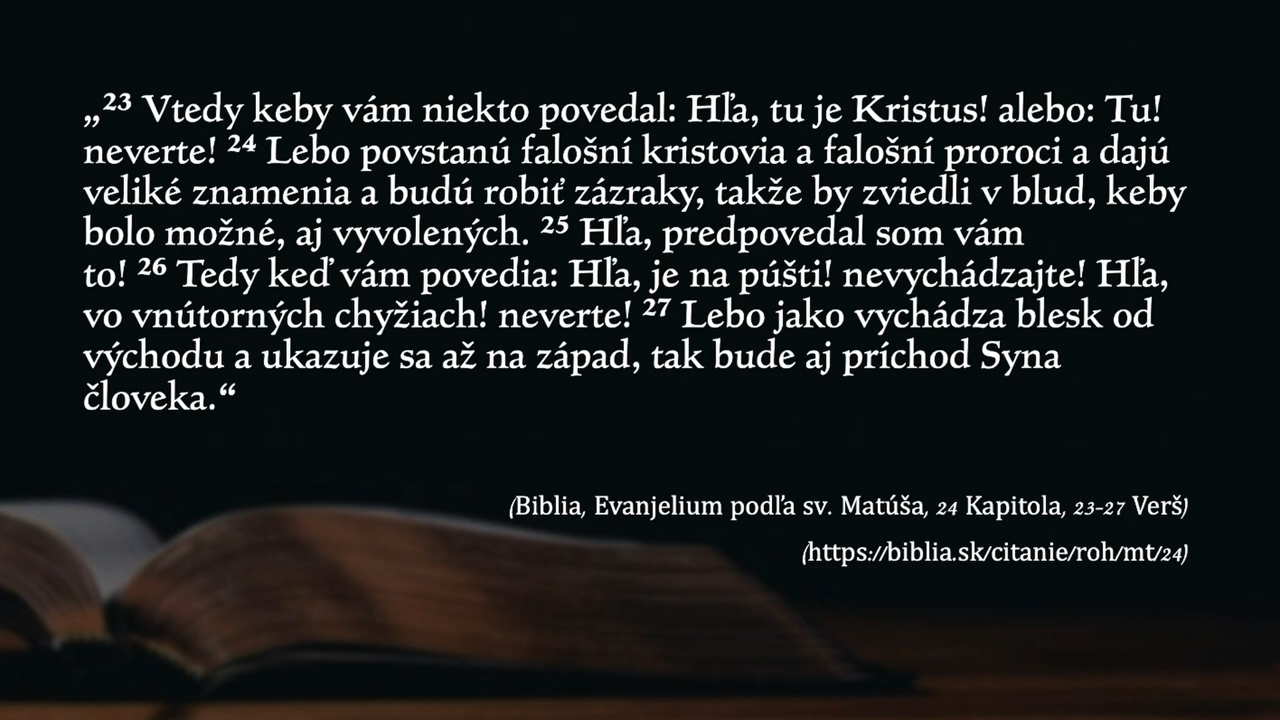 „²³ Vtedy keby vám niekto povedal: Hľa, tu je Kristus! alebo: Tu!
neverte! ²⁴ Lebo povstanú falošní kristovia a falošní proroci a dajú
veliké znamenia a budú robiť zázraky, takže by zviedli v blud, keby
bolo možné, aj vyvolených. ²⁵ Hľa, predpovedal som vám
to! ²⁶ Tedy keď vám povedia: Hľa, je na púšti! nevychádzajte! Hľa,
vo vnútorných chyžiach! neverte! ²⁷ Lebo jako vychádza blesk od
východu a ukazuje sa až na západ, tak bude aj príchod Syna
človeka.“
(Biblia, Evanjelium podľa sv. Matúša, 24 Kapitola, 23-27 Verš)
(https://biblia.sk/citanie/roh/mt/24)